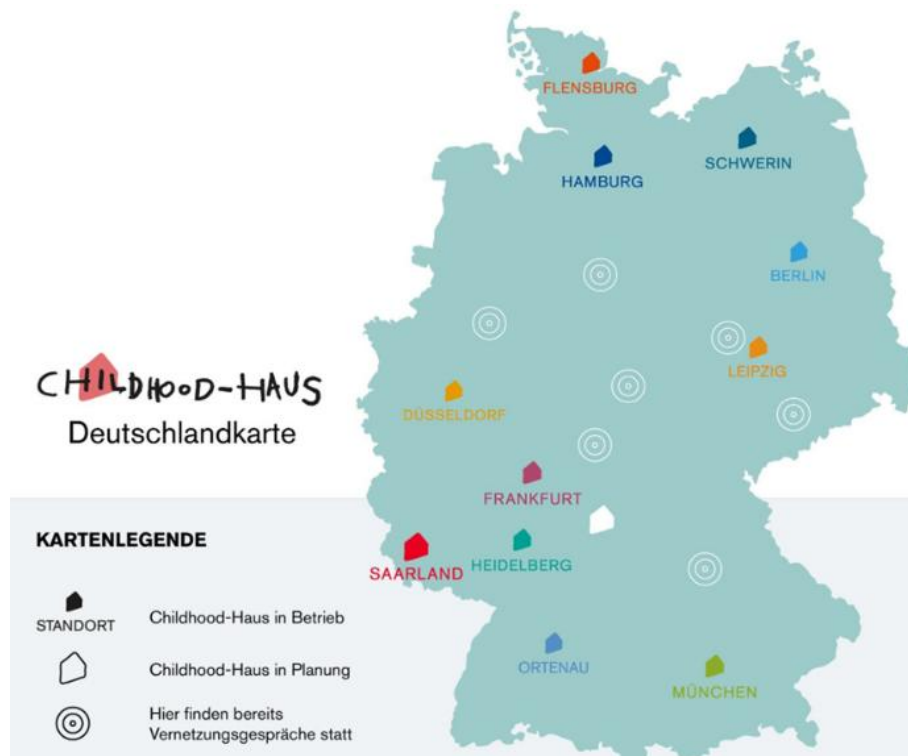 FLENSBURG
SCHWERIN
HAMBURG
BERLIN
LEIPZIG
CHILDHOOD-HAUS
Deutschlandkarte
DÜSSELDORF
FRANKFURT
KARTENLEGENDE
SAARLAND
HEIDELBERG
STANDORT
Childhood-Haus in Betrieb
Childhood-Haus in Planung
ORTENAU
MÜNCHEN
Hier finden bereits
Vernetzungsgespräche statt